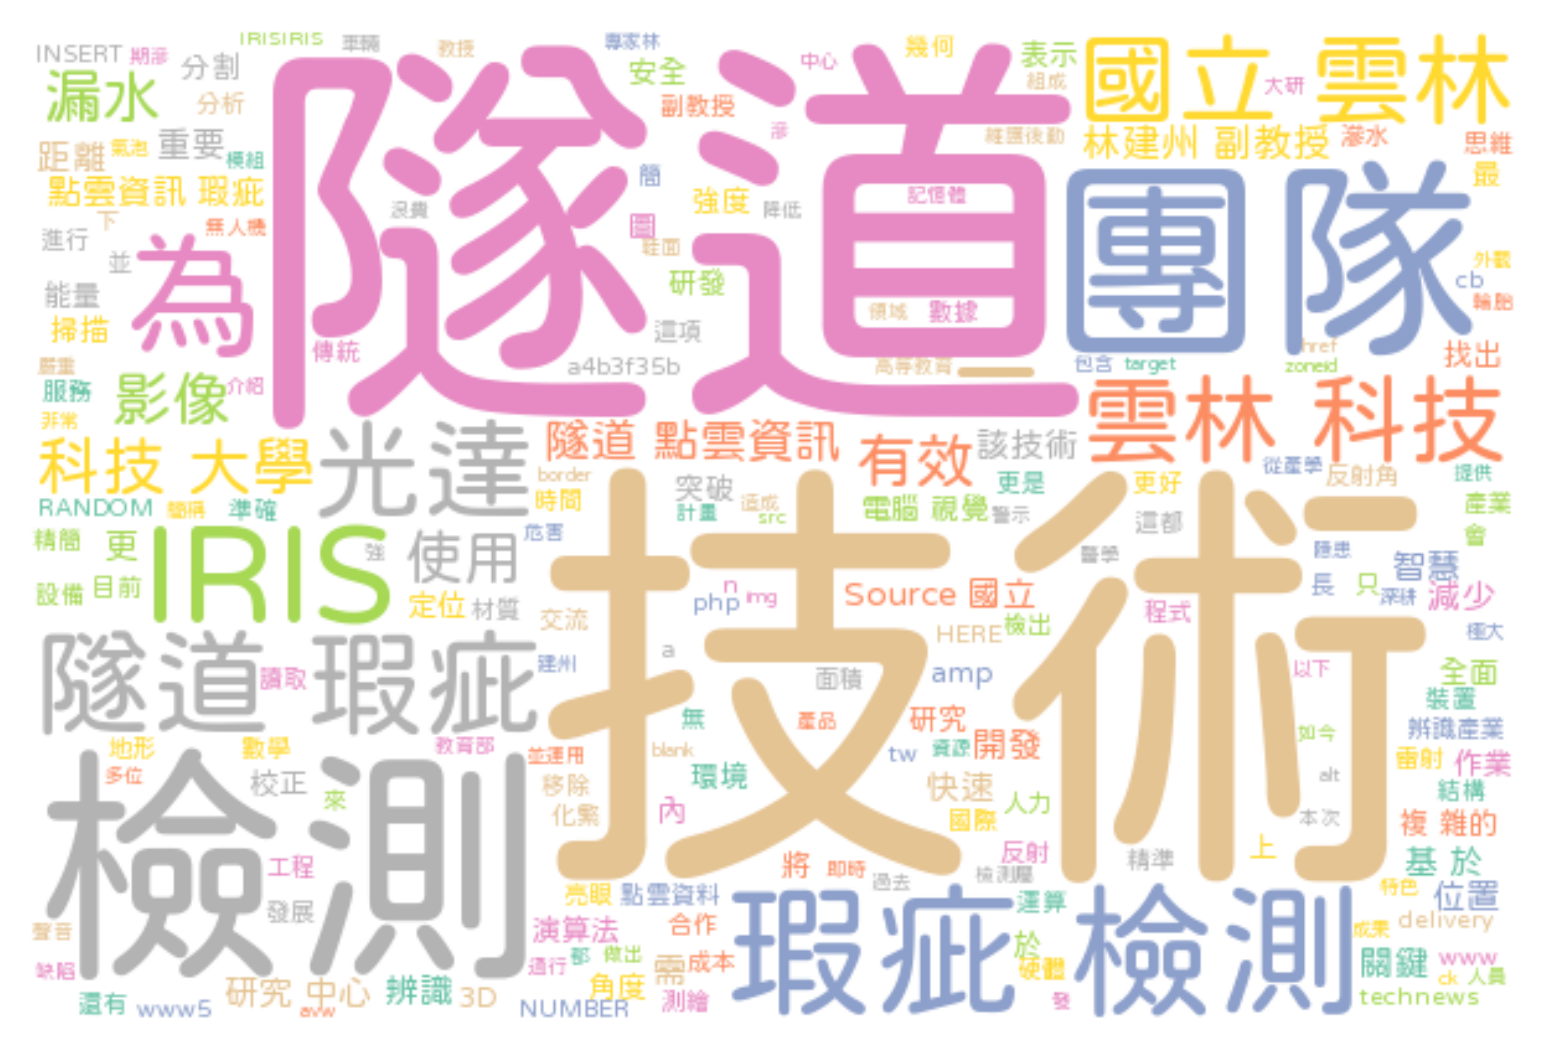 INSERT 期滲 分割 IRISIRIS 車輛 教授 專家林 中心 幾何 表示 國立 雲林
漏水 分析 安全 副教授 組成 大研
距離 氣泡 重要 模組 隧道 滲 維護後動 林建州 副教授 滲水 思維
點雲資訊 瑕疵 浪費 簡 強度 降低 記憶體 團隊 最
下 無人機 圖
進行 並 為 鞋面 研發 外觀
能量 cb 輪胎
掃描 傳統 這項 領域 數據 href 找出
嚴重 a4b3f35b 高等教育 一 包含 target zoneid
服務 影像 介紹
非常 雲林 科技
科技 大學 光達 隧道 點雲資訊 有效 該技術 從產學 反射角 提供
RANDOM 簡稱 準確 border 時間 突破 計畫 造成 src 電腦 視覺 更是 警示 更好 這都 產業
精簡 更 IRIS 強 使用 危害 技術 醫學 隱患 會
設備 目前 定位 材質 交流 php n img Source 國立 程式 長 只 智慧 深耕 減少
隧道 瑕疵 讀取 建州 a HERE 檢出 極大
面積 amp 以下 全面
無 產品 研究 裝置
地形 數學 教育部 並運用 blank tw 資源 開發 如今 辨識產業
多位 校正 來 移除 環境 快速 alt 雷射 作業
檢測 化繁 內 國際 人力 本次 結構 複 雜的
工程 將 即時 過去 反射 檢測屬 精準 上 基 於
發展 亮眼 點雲資料 瑕疵 檢測 運算 特色 位置
聲音 演算法 合作 於 成果 delivery
缺陷 進行 都 做出 需 成本 硬體 關鍵 www
還有 www5 研究 中心 avw 辨識 3D NUMBER 角度 測繪 發 ck 人員 technews